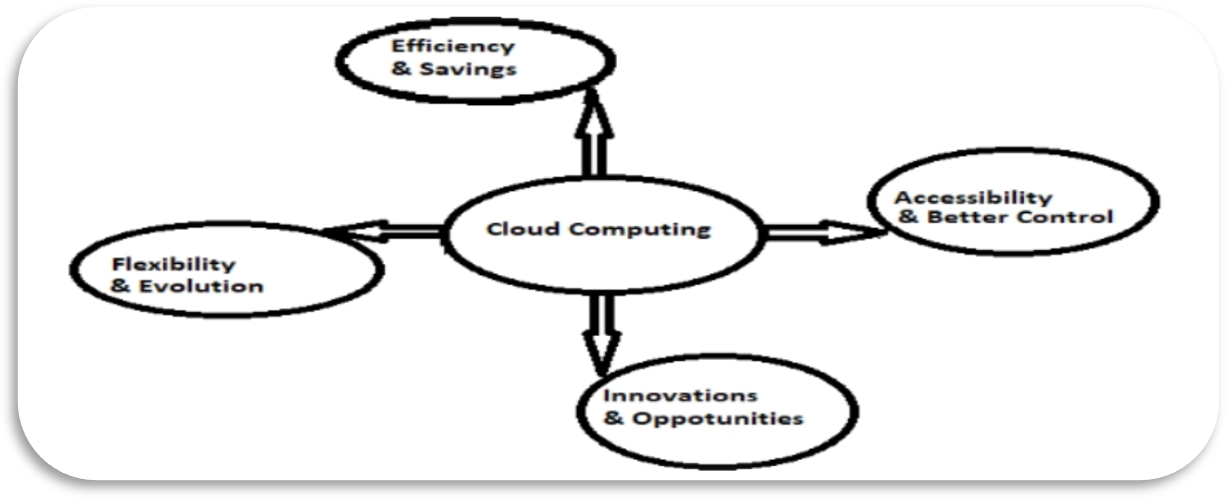 Efficiency
& Savings
Accessibility
& Better Control
Cloud Computing
Flexibility
& Evolution
Innovations
& Oppotunities